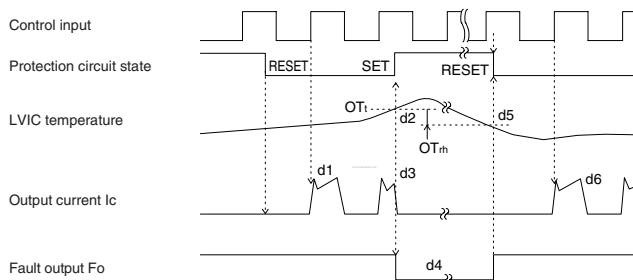 Control input
Protection circuit state
RESET
SET
RESET
LVIC temperature
OTt
d2
d5
OTrh
Output current Ic
d1
d3
d6
Fault output Fo
d4